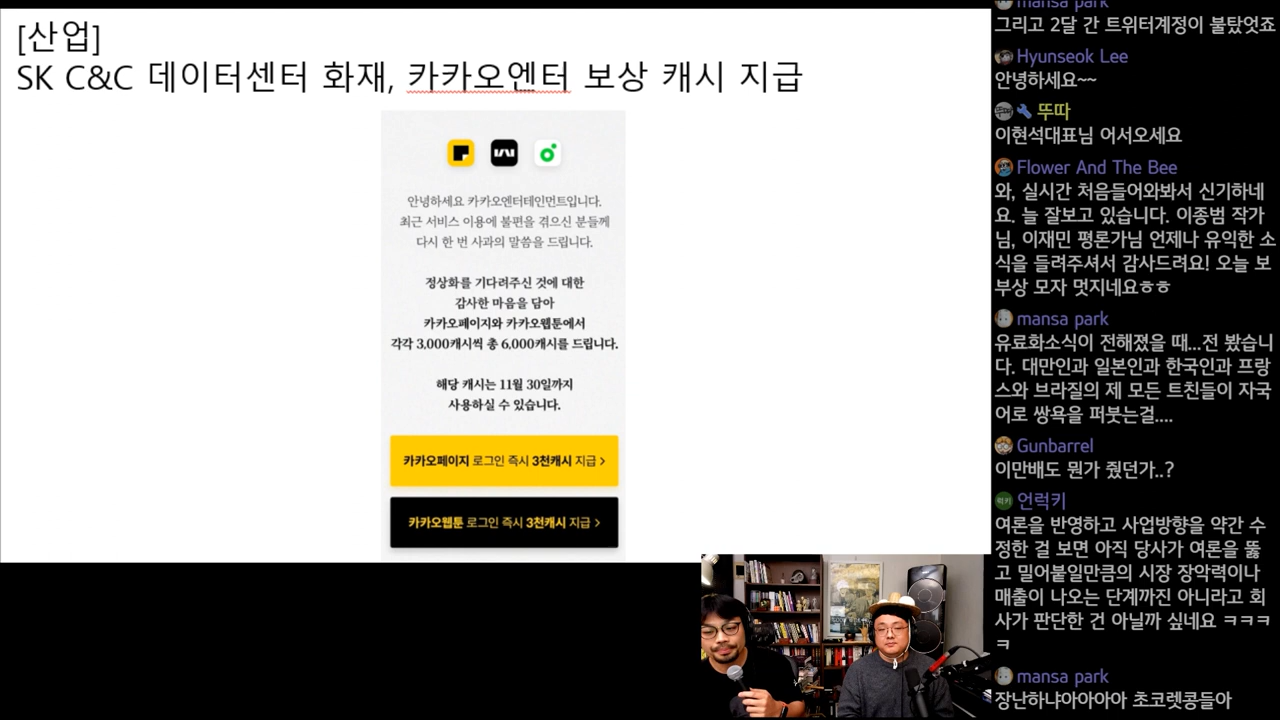 [산업]
SK C&C 데이터센터 화재, 카카오엔터 보상 캐시 지급
안녕하세요 카카오엔터테인먼트입니다.
최근 서비스 이용에 불편을 겪으신 분들께
다시 한 번 사과의 말씀을 드립니다.
정상화를 기다려주신 것에 대한
감사한 마음을 담아
카카오페이지와 카카오웹툰에서
각각 3,000캐시씩 총 6,000캐시를 드립니다.
해당 캐시는 11월 30일까지
사용하실 수 있습니다.
카카오페이지 로그인 즉시 3천캐시 지급 >
카카오웹툰 로그인 즉시 3천캐시 지급 >
mansa park
그리고 2달 간 트위터계정이 불탔엇죠
Hyunseok Lee
안녕하세요~~
뚜따
이현석대표님 어서오세요
Flower And The Bee
와, 실시간 처음들어와봐서 신기하네
요. 늘 잘보고 있습니다. 이종범 작가
님, 이재민 평론가님 언제나 유익한 소
식을 들려주셔서 감사드려요! 오늘 보
부상 모자 멋지네요ㅎㅎ
mansa park
유료화소식이 전해졌을 때...전 봤습니
다. 대만인과 일본인과 한국인과 프랑
스와 브라질의 제 모든 트친들이 자국
어로 쌍욕을 퍼붓는걸....
Gunbarrel
이만배도 뭔가 줬던가..?
럭키 언럭키
여론을 반영하고 사업방향을 약간 수
정한 걸 보면 아직 당사가 여론을 뚫
고 밀어붙일만큼의 시장 장악력이나
매출이 나오는 단계까진 아니라고 회
사가 판단한 건 아닐까 싶네요 ㅋㅋㅋ
ㅋ
mansa park
장난하냐아아아아 초코렛콩들아